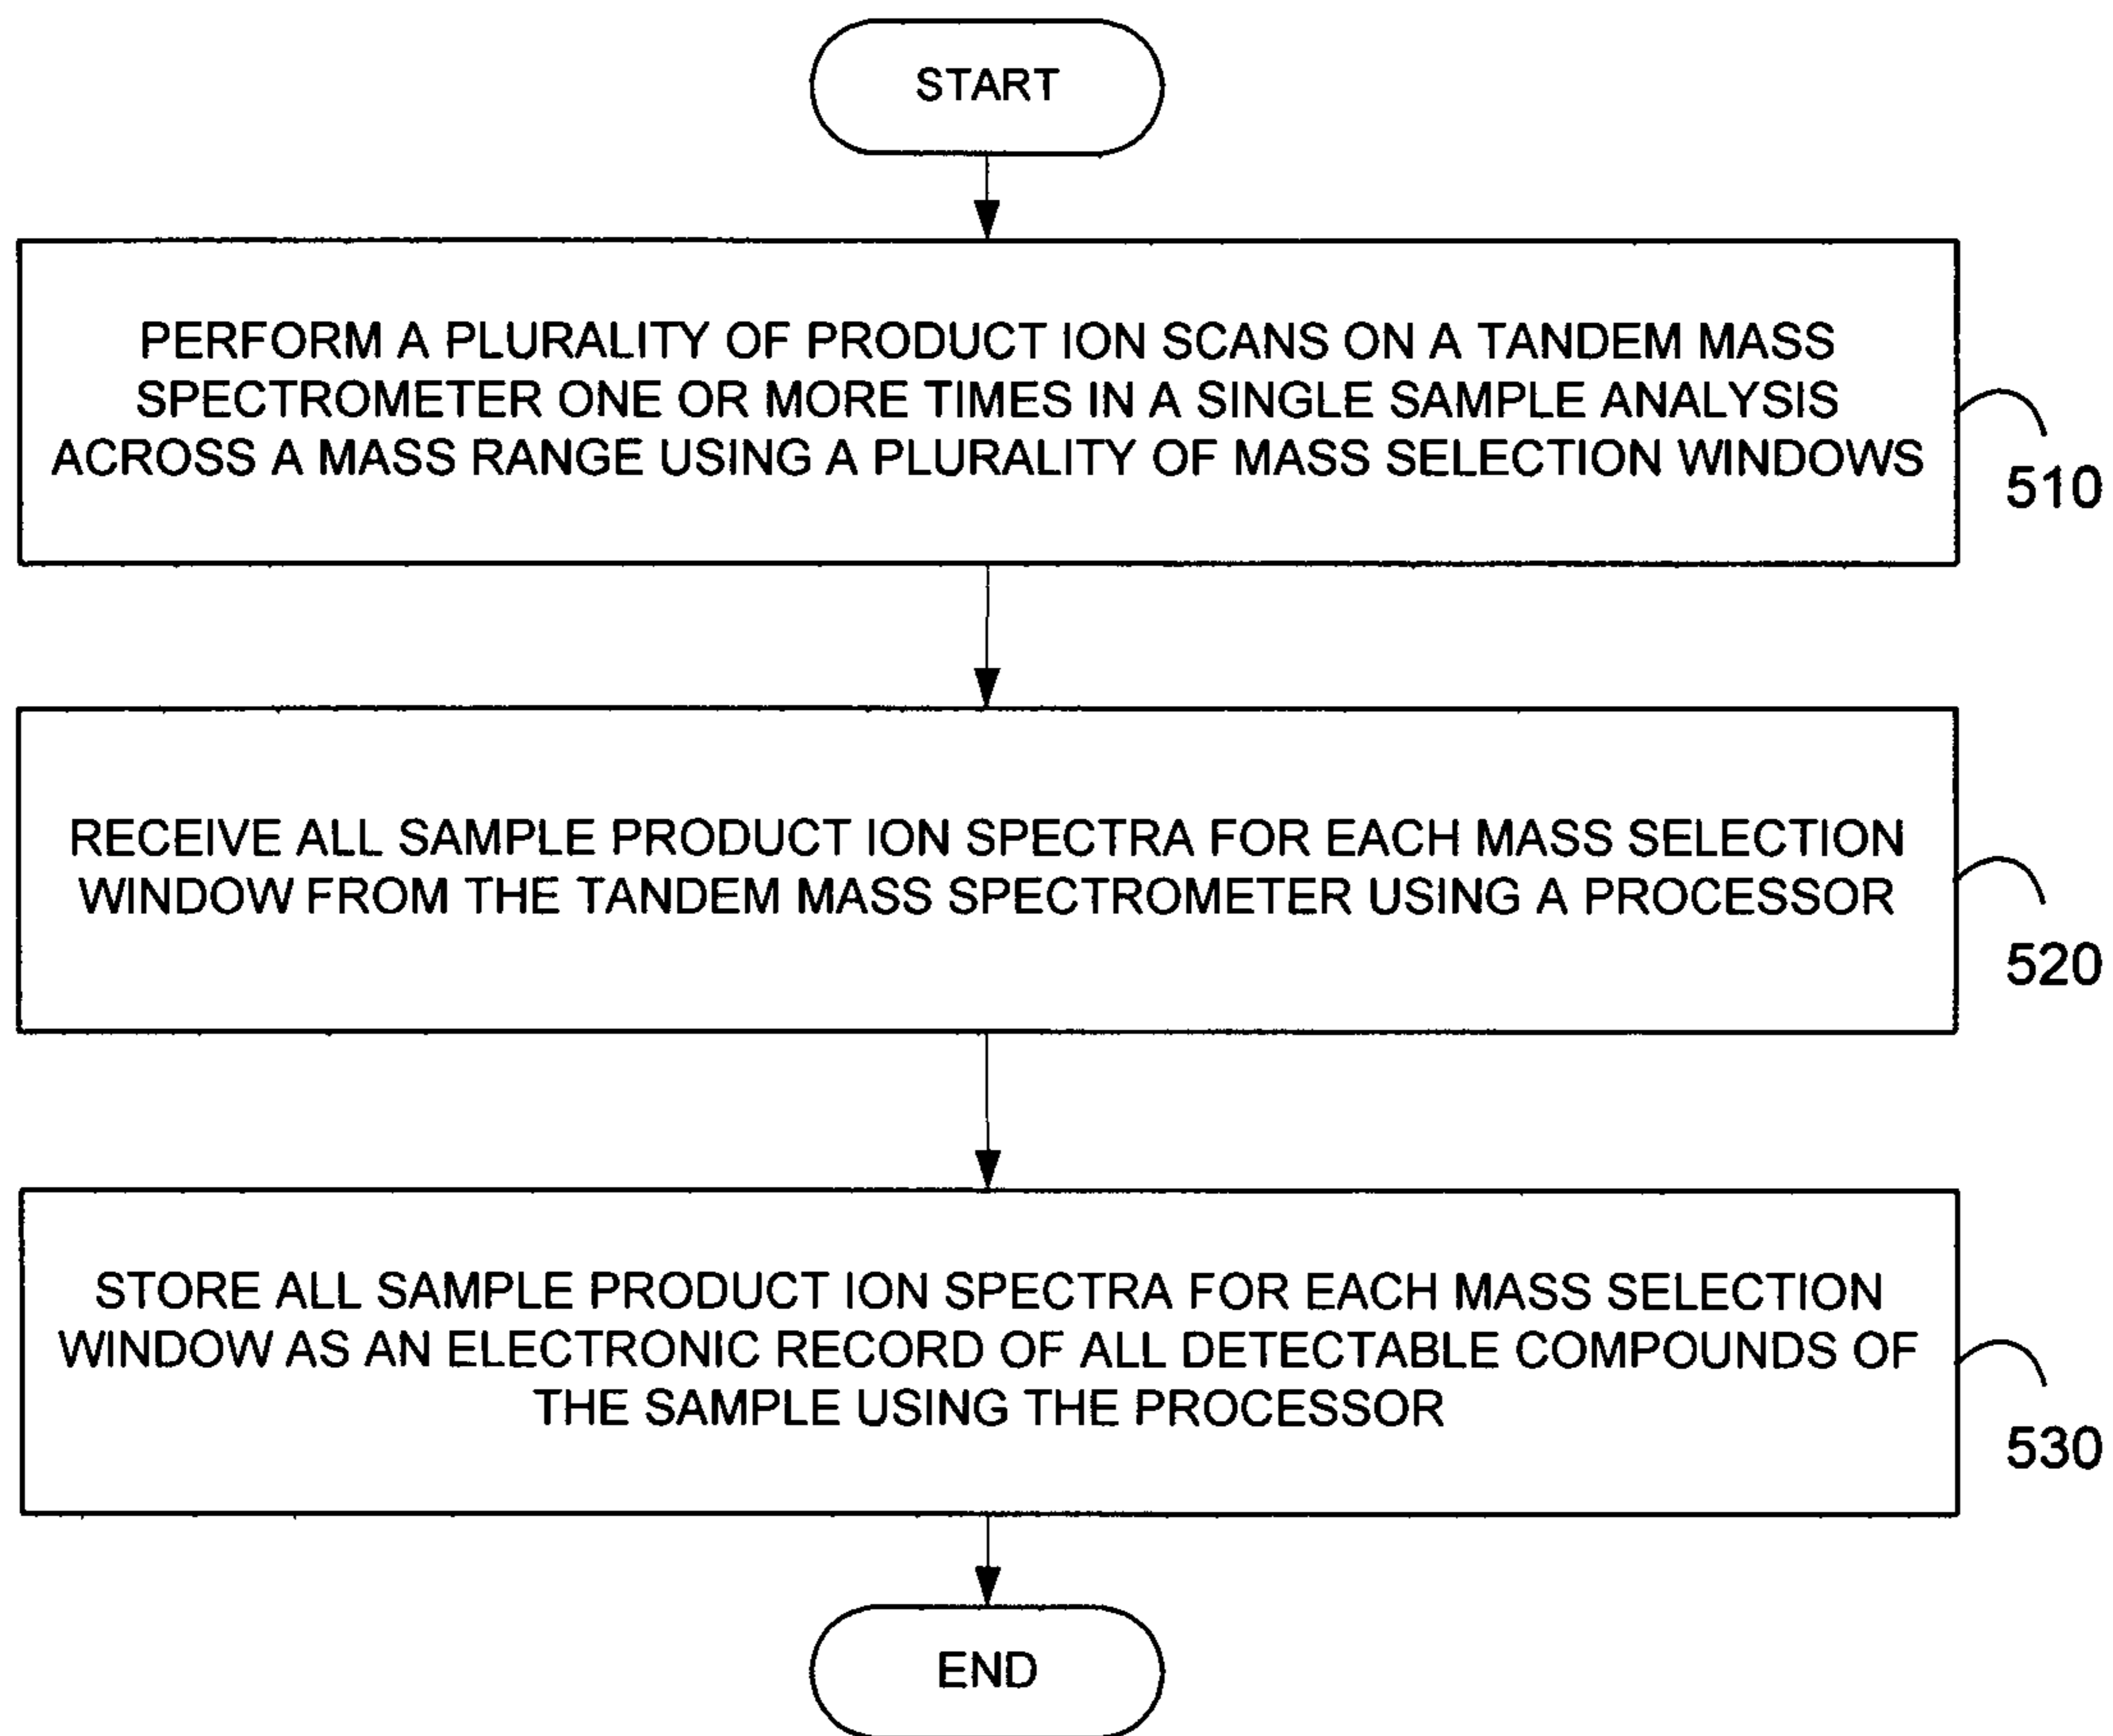 START
PERFORM A PLURALITY OF PRODUCT ION SCANS ON A TANDEM MASS
SPECTROMETER ONE OR MORE TIMES IN A SINGLE SAMPLE ANALYSIS
ACROSS A MASS RANGE USING A PLURALITY OF MASS SELECTION WINDOWS
510
RECEIVE ALL SAMPLE PRODUCT ION SPECTRA FOR EACH MASS SELECTION
WINDOW FROM THE TANDEM MASS SPECTROMETER USING A PROCESSOR
520
STORE ALL SAMPLE PRODUCT ION SPECTRA FOR EACH MASS SELECTION
WINDOW AS AN ELECTRONIC RECORD OF ALL DETECTABLE COMPOUNDS OF
THE SAMPLE USING THE PROCESSOR
530
END